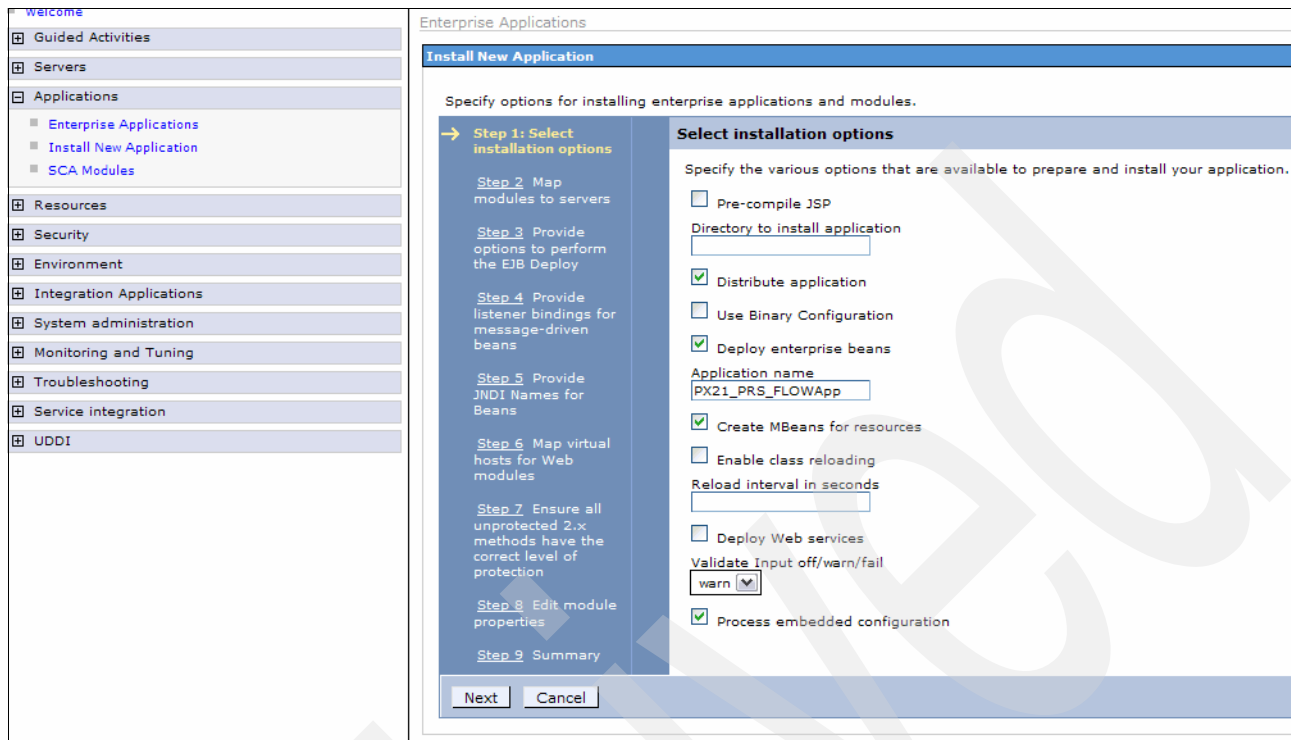 Welcome
Guided Activities
Servers
Applications
Enterprise Applications
Install New Application
SCA Modules
Resources
Security
Environment
Integration Applications
System administration
Monitoring and Tuning
Troubleshooting
Service integration
UDDI
Enterprise Applications
Install New Application
Specify options for installing enterprise applications and modules.
Step 1: Select
installation options
Step 2 Map
modules to servers
Step 3 Provide
options to perform
the EJB Deploy
Step 4 Provide
listener bindings for
message-driven
beans
Step 5 Provide
JNDI Names for
Beans
Step 6 Map virtual
hosts for Web
modules
Step 7 Ensure all
unprotected 2.x
methods have the
correct level of
protection
Step 8 Edit module
properties
Step 9 Summary
Select installation options
Specify the various options that are available to prepare and install your application.
Pre-compile JSP
Directory to install application
Distribute application
Use Binary Configuration
Deploy enterprise beans
Application name
PX21_PRS_FLOWApp
Create MBeans for resources
Enable class reloading
Reload interval in seconds
Deploy Web services
Validate Input off/warn/fail
warn
Process embedded configuration
Next Cancel